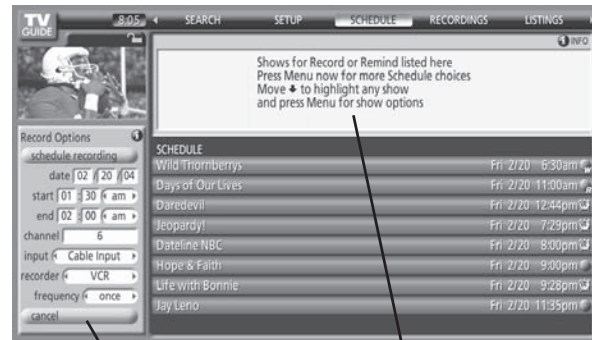 TV
GUIDE
8:05
SEARCH SETUP SCHEDULE RECORDINGS LISTINGS
INFO
Shows for Record or Remind listed here
Press Menu now for more Schedule choices
Move to highlight any show
and press Menu for show options
Record Options
schedule recording
date 02 / 20 / 04
start 01 : 30 am
end 02 : 00 am
channel 6
input Cable Input
recorder VCR
frequency once
cancel
SCHEDULE
Wild Thornberrys Fri 2/20 6:30am W
Days of Our Lives Fri 2/20 11:00am R
Daredevil Fri 2/20 12:44pm
Jeopardy! Fri 2/20 7:29pm
Dateline NBC Fri 2/20 8:00pm
Hope & Faith Fri 2/20 9:00pm
Life with Bonnie Fri 2/20 9:28pm
Jay Leno Fri 2/20 11:35pm